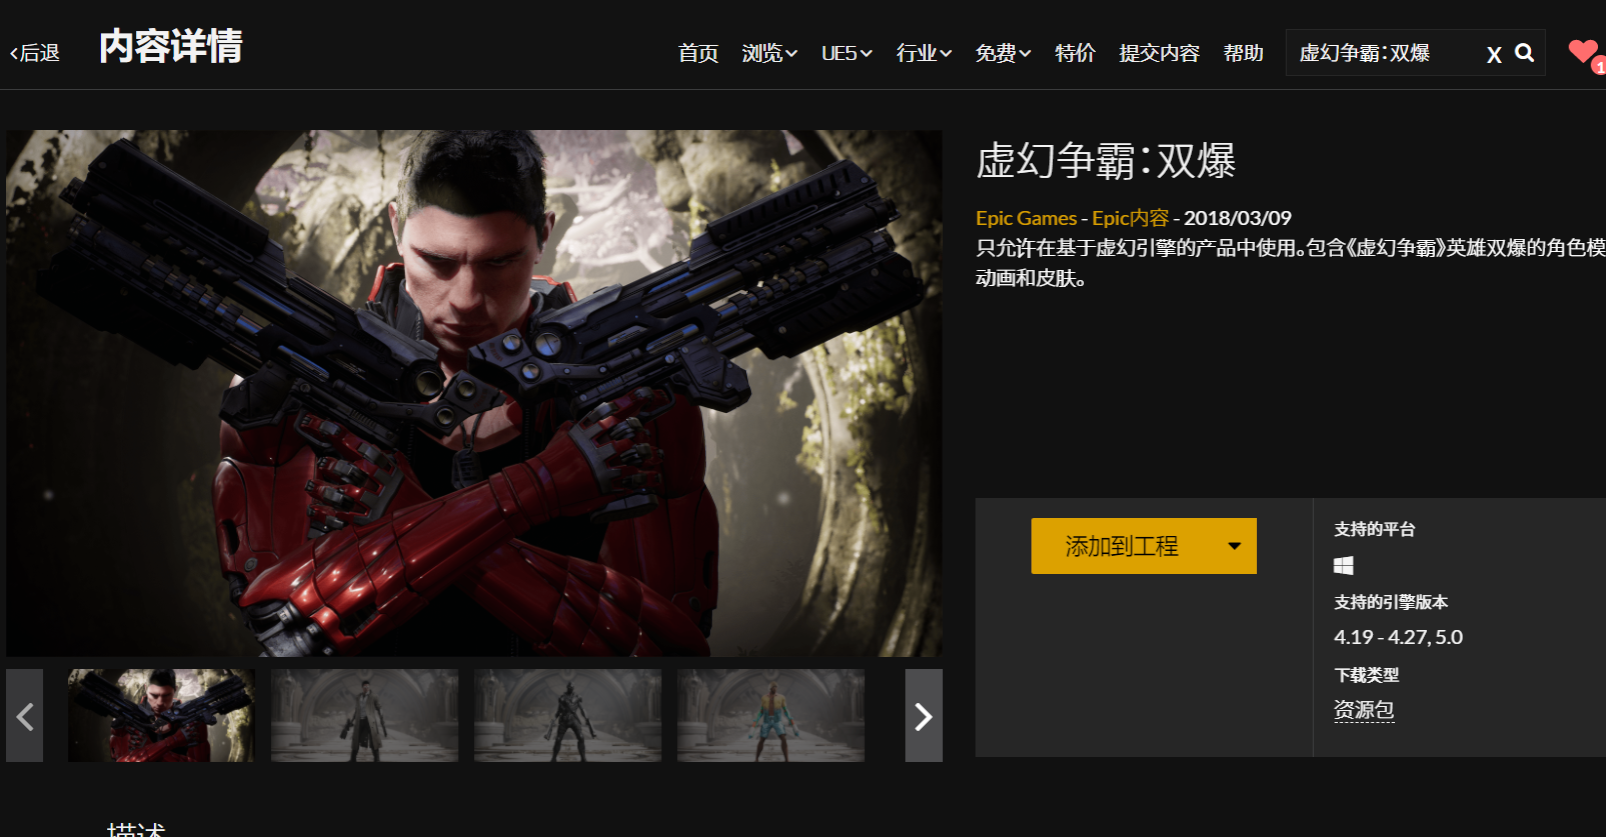 后退
内容详情
首页
浏览
UE5
行业
免费
特价
提交内容
帮助
虚幻争霸：双爆
X
1
虚幻争霸：双爆
Epic Games - Epic内容 - 2018/03/09
只允许在基于虚幻引擎的产品中使用。包含《虚幻争霸》英雄双爆的角色模
动画和皮肤。
添加到工程
支持的平台
支持的引擎版本
4.19 - 4.27, 5.0
下载类型
资源包
描述